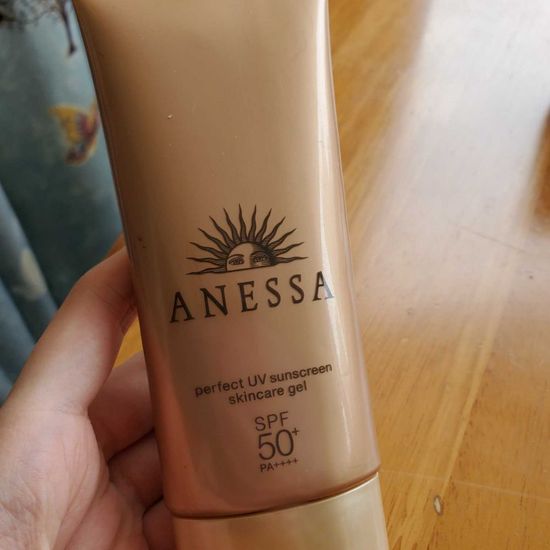 ANESSA
perfect UV sunscreen
skincare gel
SPF
50+
PA++++